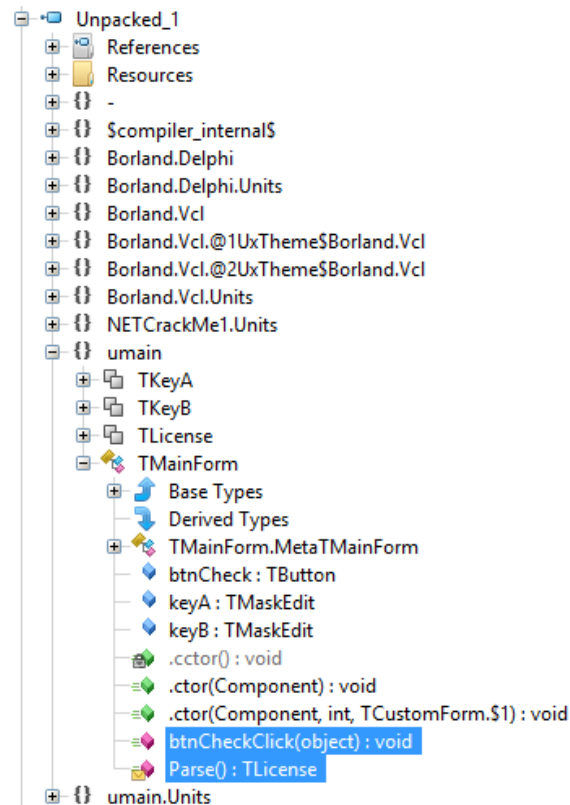 Unpacked_1
References
Resources
{} -
{} $compiler_internal$
{} Borland.Delphi
{} Borland.Delphi.Units
{} Borland.Vcl
{} Borland.Vcl.@1UxTheme$Borland.Vcl
{} Borland.Vcl.@2UxTheme$Borland.Vcl
{} Borland.Vcl.Units
{} NETCrackMe1.Units
{} umain
TKeyA
TKeyB
TLicense
TMainForm
Base Types
Derived Types
TMainForm.MetaTMainForm
btnCheck : TButton
keyA : TMaskEdit
keyB : TMaskEdit
.cctor() : void
.ctor(Component) : void
.ctor(Component, int, TCustomForm.$1) : void
btnCheckClick(object) : void
Parse() : TLicense
{} umain.Units